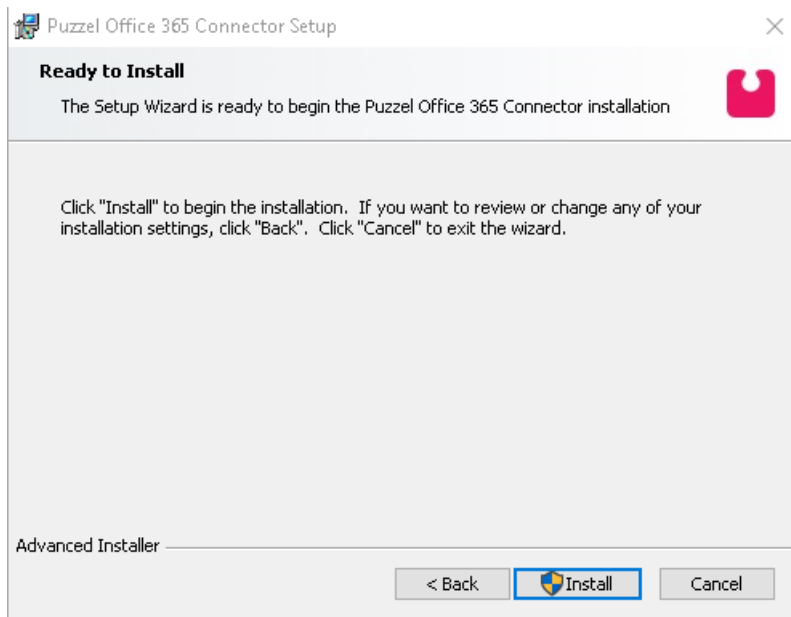 Puzzel Office 365 Connector Setup
Ready to Install
The Setup Wizard is ready to begin the Puzzel Office 365 Connector installation
Click "Install" to begin the installation.  If you want to review or change any of your
installation settings, click "Back".  Click "Cancel" to exit the wizard.
Advanced Installer
< Back
Install
Cancel